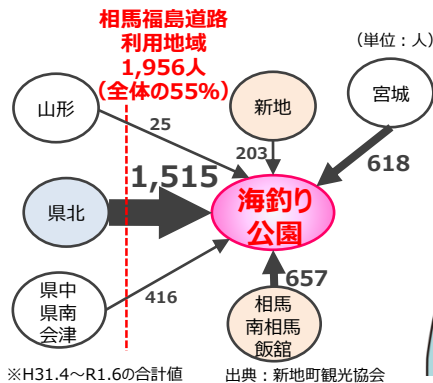 相馬福島道路
利用地域
1,956人
(全体の55%)
(単位：人)
山形
新地
宮城
25
203
618
1,515
県北
海釣り
公園
県中
県南
会津
416
657
相馬
南相馬
飯舘
※H31.4～R1.6の合計値
出典：新地町観光協会